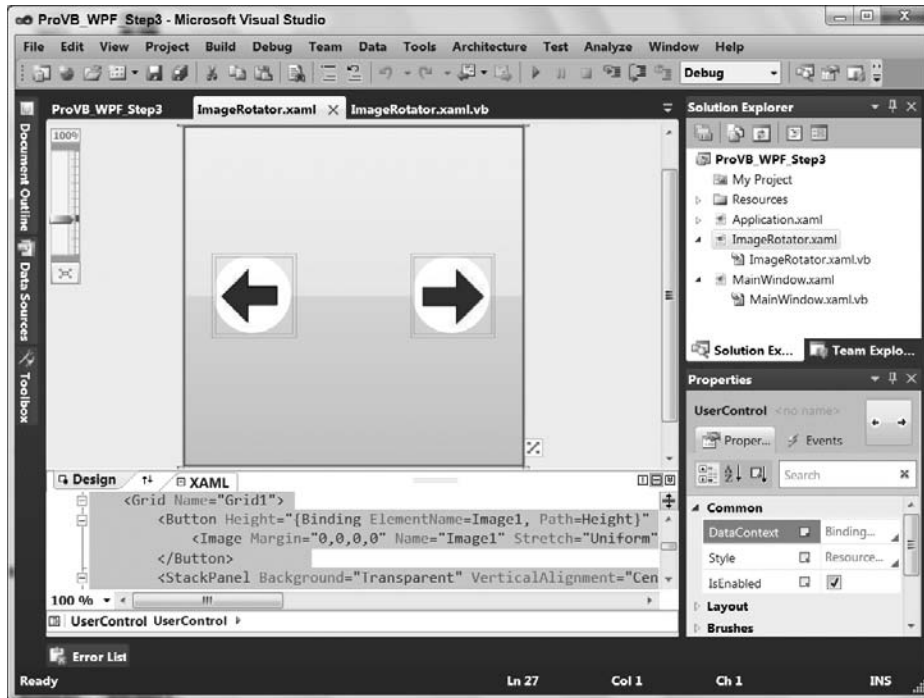 ProVB_WPF_Step3 - Microsoft Visual Studio
File Edit View Project Build Debug Team Data Tools Architecture Test Analyze Window Help
Debug
ProVB_WPF_Step3 ImageRotator.xaml ImageRotator.xaml.vb
100%
Document Outline
Data Sources
Toolbox
Solution Explorer
ProVB_WPF_Step3
My Project
Resources
Application.xaml
ImageRotator.xaml
ImageRotator.xaml.vb
MainWindow.xaml
MainWindow.xaml.vb
Solution Ex... Team Explo...
Properties
UserControl <no name>
Proper... Events
Search
Common
DataContext Binding...
Style Resource...
IsEnabled
Layout
Brushes
Design XAML
<Grid Name="Grid1">
<Button Height="{Binding ElementName=Image1, Path=Height}"
<Image Margin="0,0,0,0" Name="Image1" Stretch="Uniform"
</Button>
<StackPanel Background="Transparent" VerticalAlignment="Cen
100 %
UserControl UserControl
Error List
Ready Ln 27 Col 1 Ch 1 INS